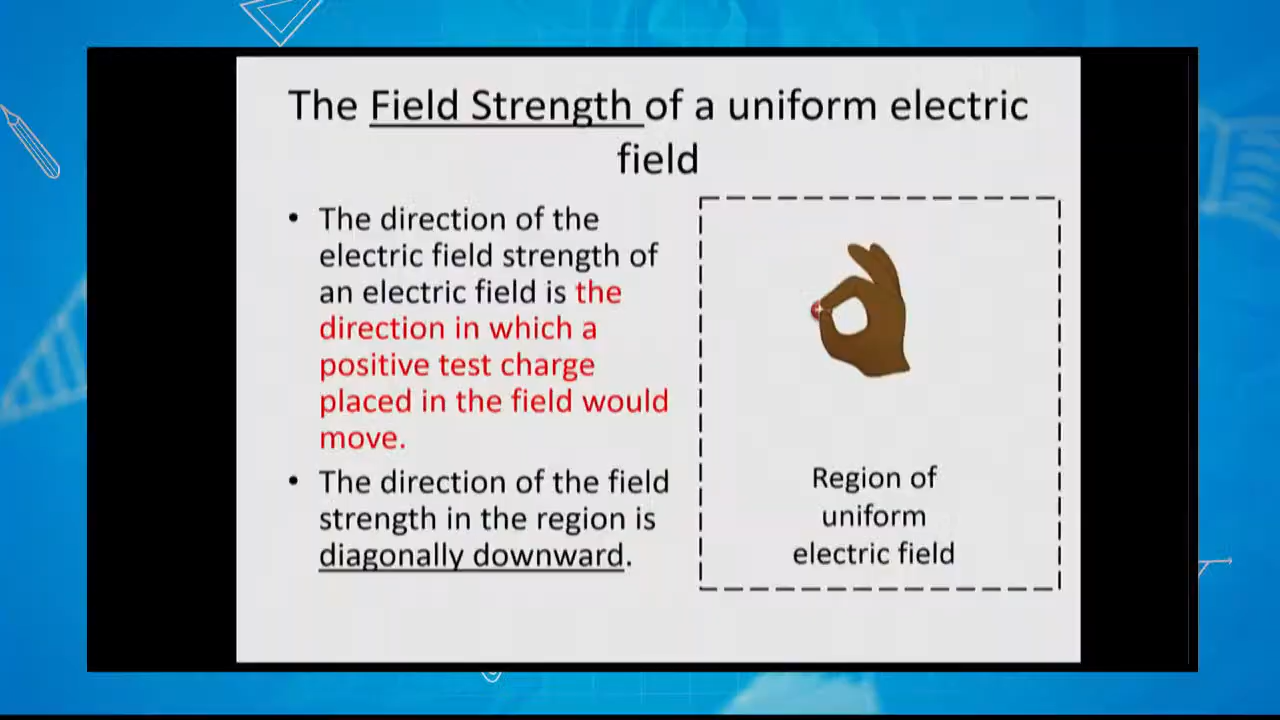 The Field Strength of a uniform electric
field
• The direction of the
electric field strength of
an electric field is the
direction in which a
positive test charge
placed in the field would
move.
• The direction of the field
strength in the region is
diagonally downward.
Region of
uniform
electric field